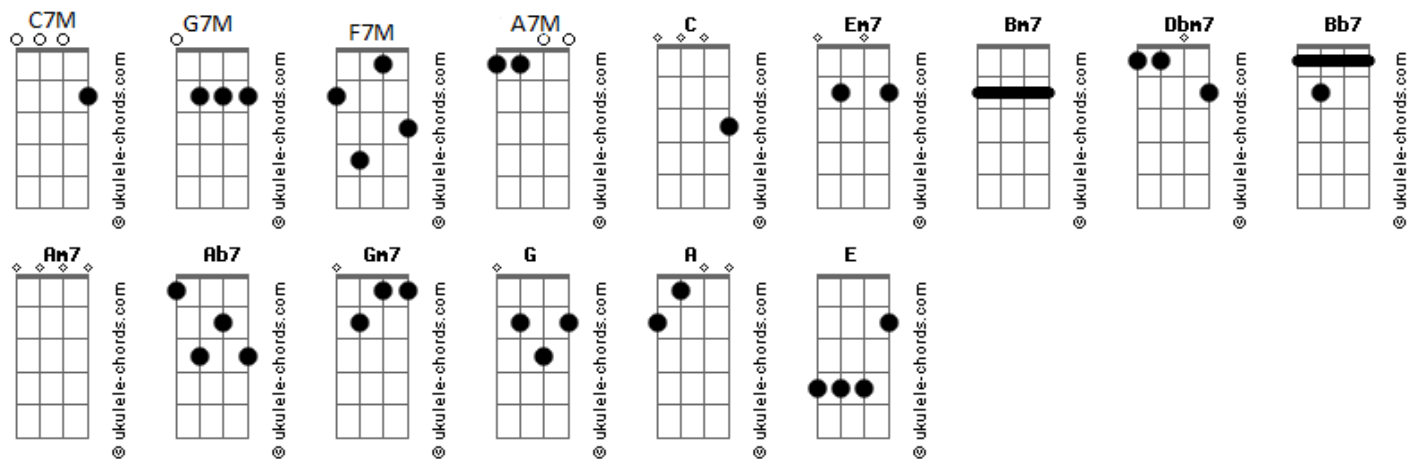 C7M G7M F7M A7M C Em7 Bm7 Dbm7 Bb7
© ukulele-chords.com © ukulele-chords.com © ukulele-chords.com © ukulele-chords.com © ukulele-chords.com © ukulele-chords.com © ukulele-chords.com © ukulele-chords.com © ukulele-chords.com
Am7 Ab7 Gm7 G A E
© ukulele-chords.com © ukulele-chords.com © ukulele-chords.com © ukulele-chords.com © ukulele-chords.com © ukulele-chords.com